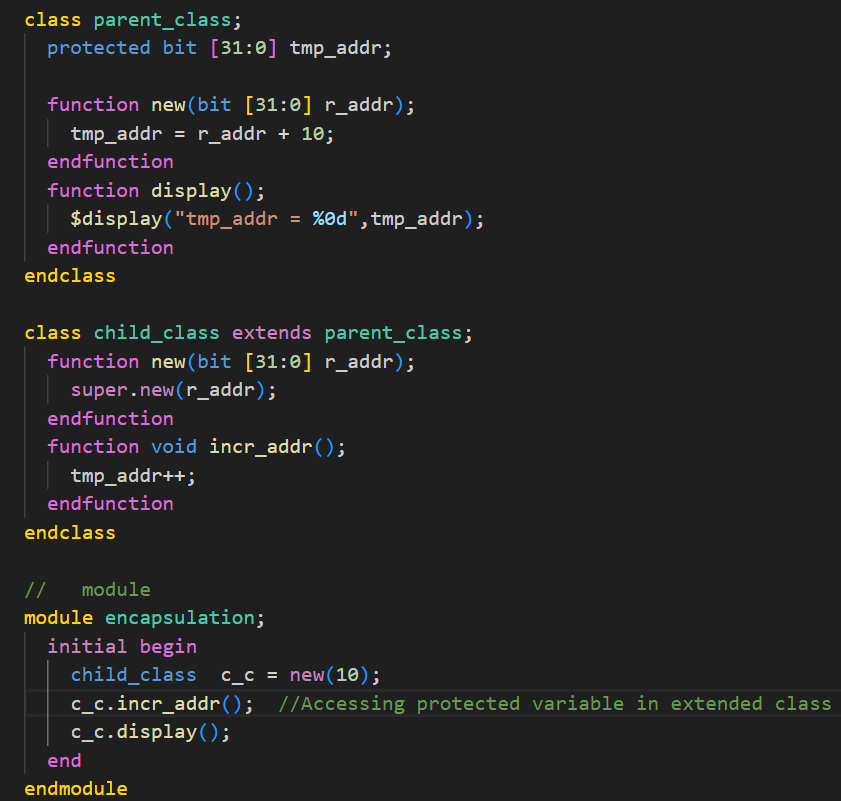 class parent_class;
  protected bit [31:0] tmp_addr;

  function new(bit [31:0] r_addr);
    tmp_addr = r_addr + 10;
  endfunction
  function display();
    $display("tmp_addr = %0d",tmp_addr);
  endfunction
endclass

class child_class extends parent_class;
  function new(bit [31:0] r_addr);
    super.new(r_addr);
  endfunction
  function void incr_addr();
    tmp_addr++;
  endfunction
endclass

//   module
module encapsulation;
  initial begin
    child_class  c_c = new(10);
    c_c.incr_addr();  //Accessing protected variable in extended class
    c_c.display();
  end
endmodule